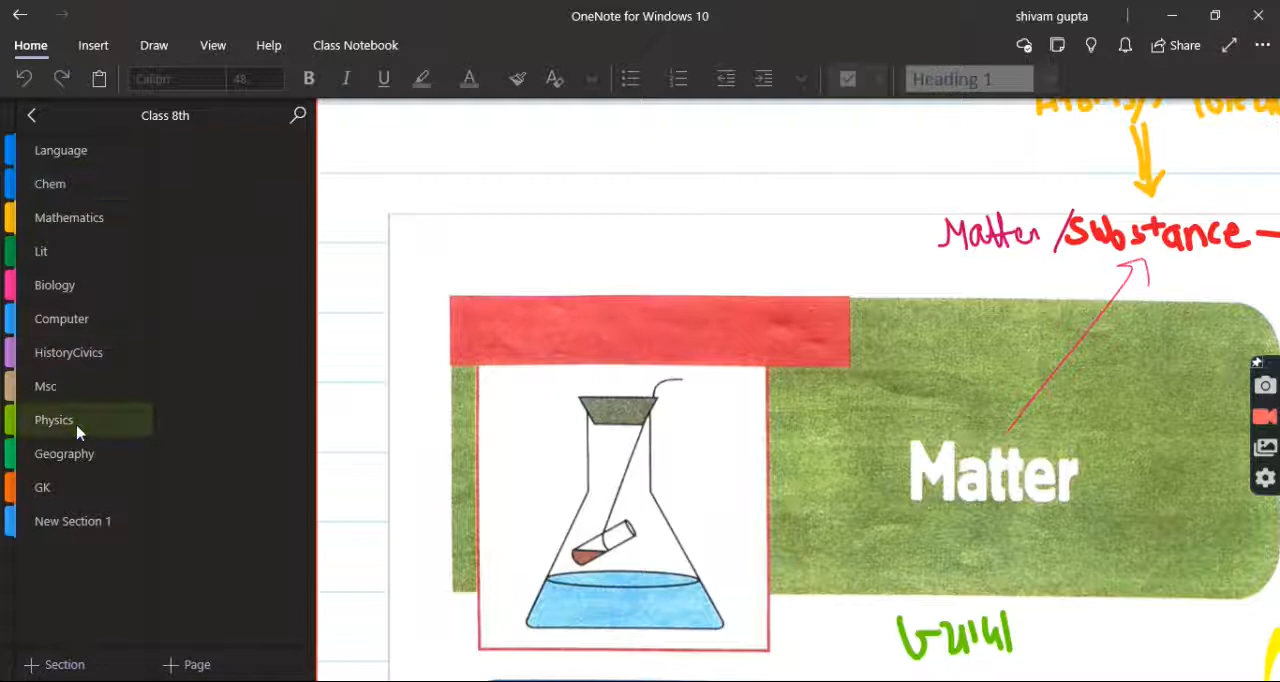 OneNote for Windows 10
shivam gupta
Home Insert Draw View Help Class Notebook
Share
Calibri 48 B I U A Heading 1
Class 8th
Language
Chem
Mathematics
Lit
Biology
Computer
HistoryCivics
Msc
Physics
Geography
GK
New Section 1
Section Page
Matter /Substance
Matter